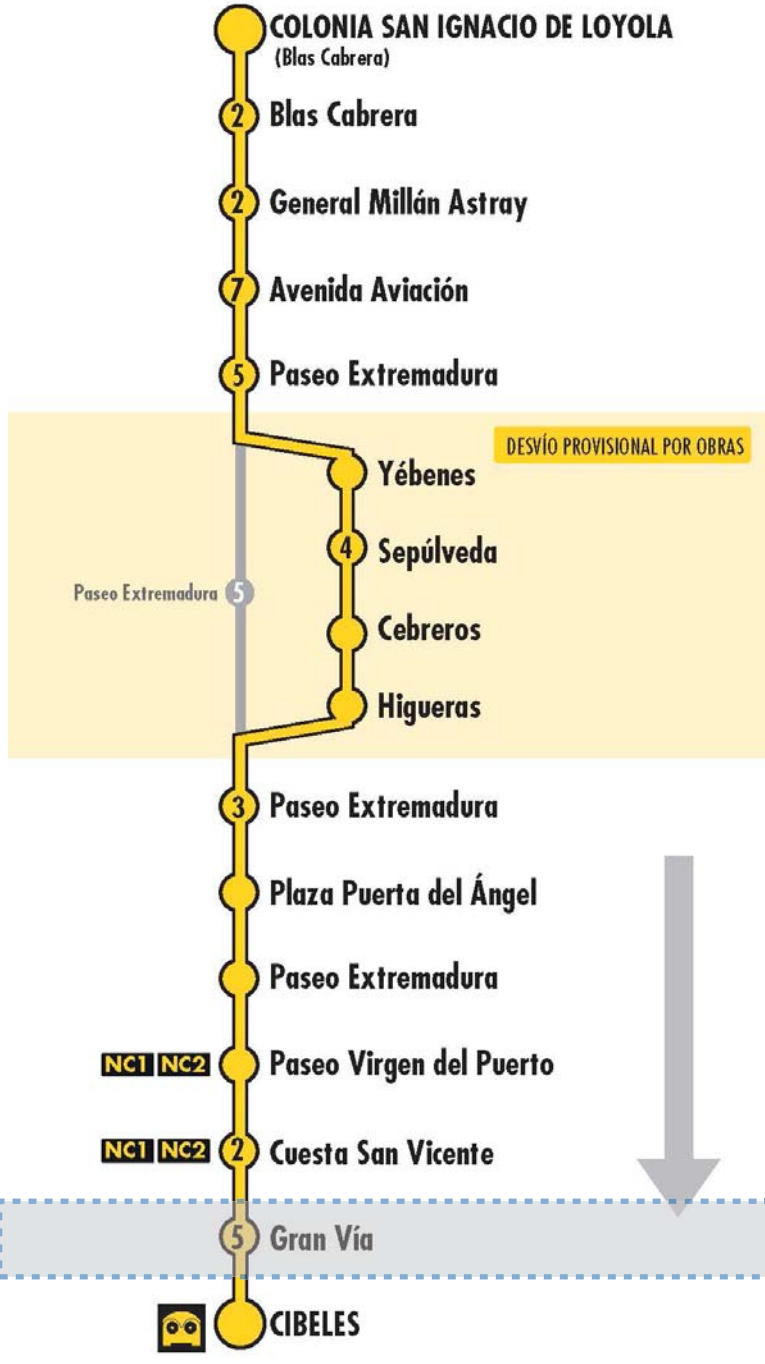 COLONIA SAN IGNACIO DE LOYOLA
(Blas Cabrera)
2 Blas Cabrera
2 General Millán Astray
7 Avenida Aviación
5 Paseo Extremadura
DESVÍO PROVISIONAL POR OBRAS
Yébenes
4 Sepúlveda
Paseo Extremadura 5
Cebreros
Higueras
3 Paseo Extremadura
Plaza Puerta del Ángel
Paseo Extremadura
NC1 NC2 Paseo Virgen del Puerto
NC1 NC2 2 Cuesta San Vicente
5 Gran Vía
CIBELES